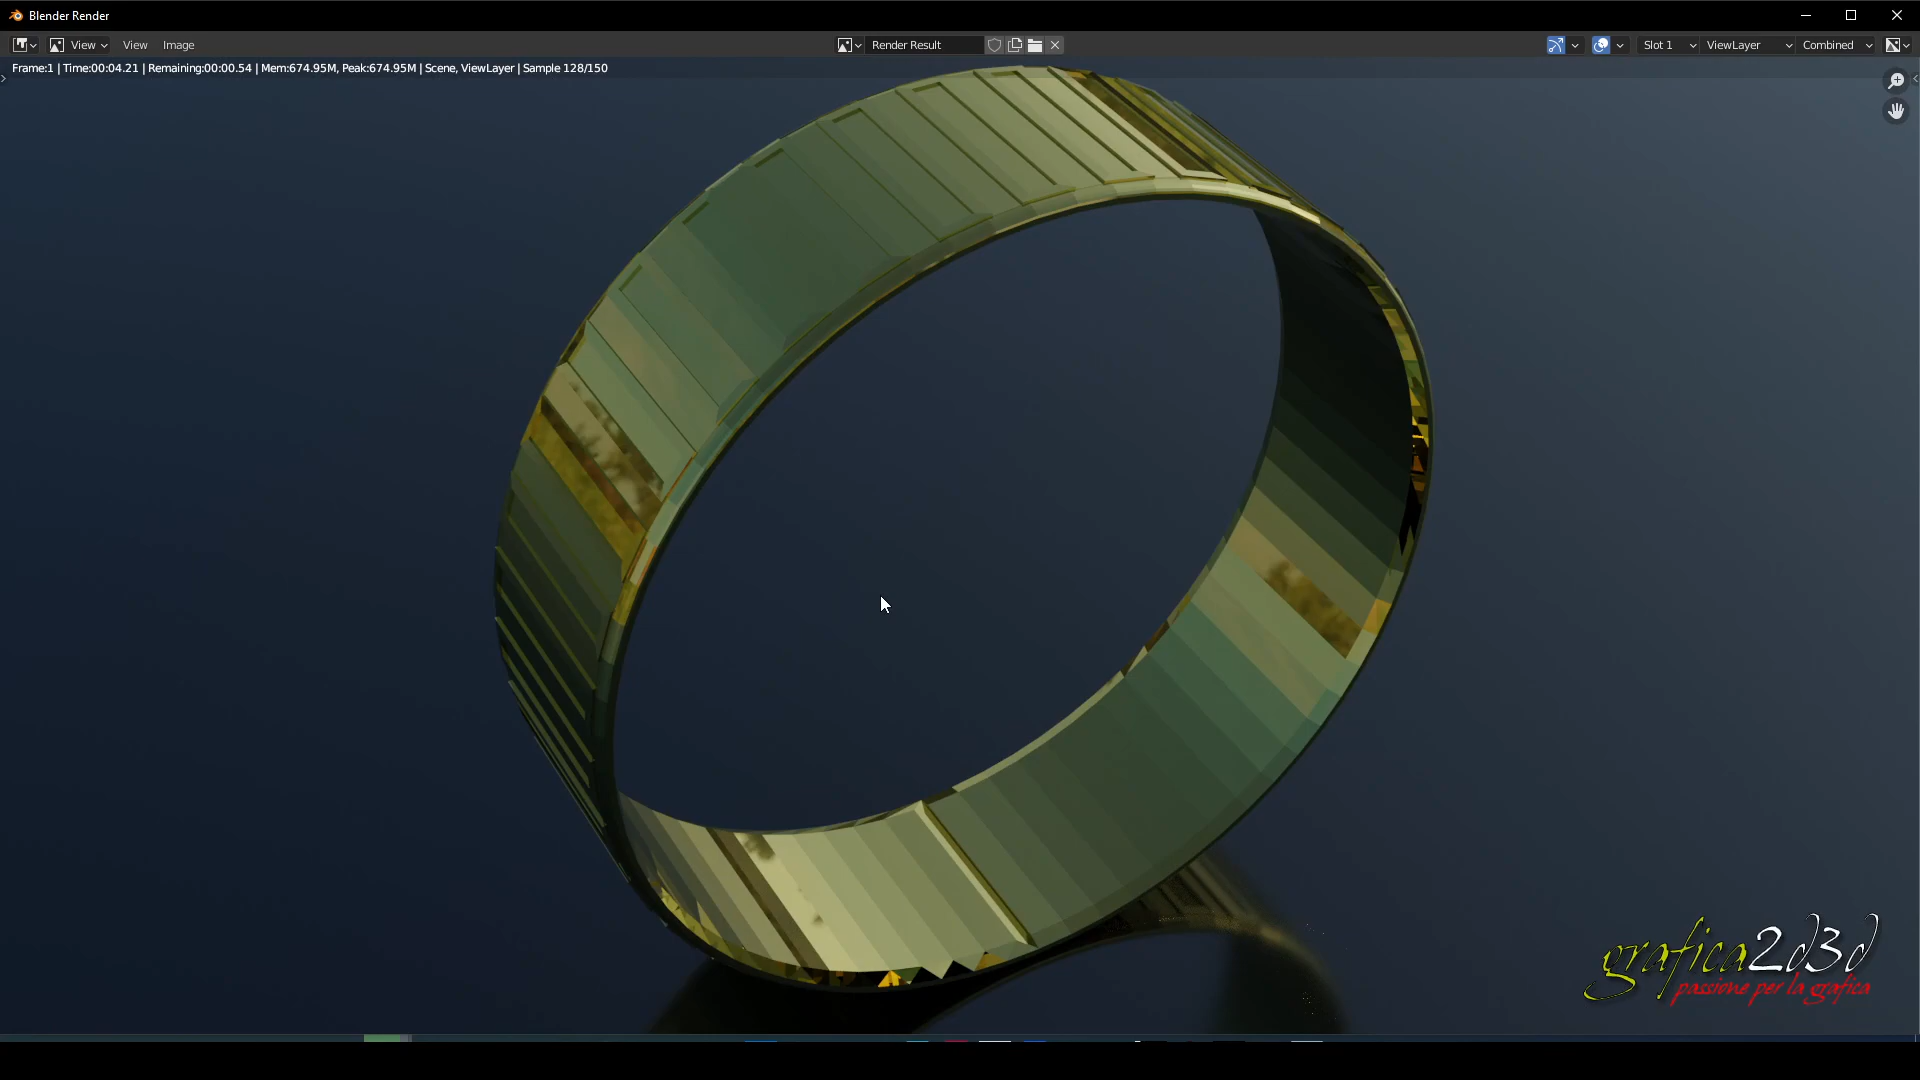 Blender Render
View View Image Render Result Slot 1 ViewLayer Combined
Frame:1 | Time:00:04.21 | Remaining:00:00.54 | Mem:674.95M, Peak:674.95M | Scene, ViewLayer | Sample 128/150
grafica2d3d
passione per la grafica